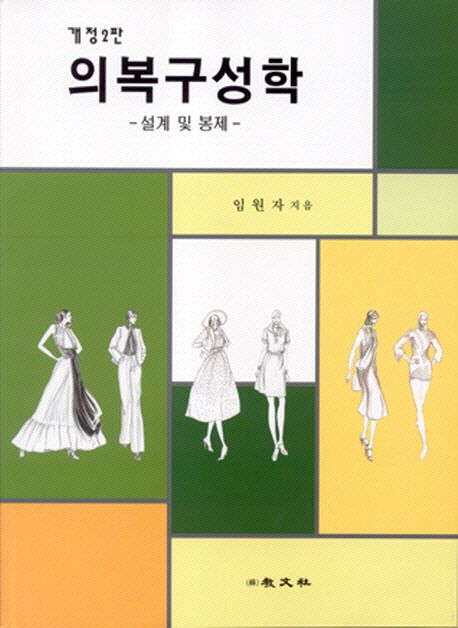 개정2판
의복구성학
- 설계 및 봉제 -
임원자 지음
(株) 敎文社